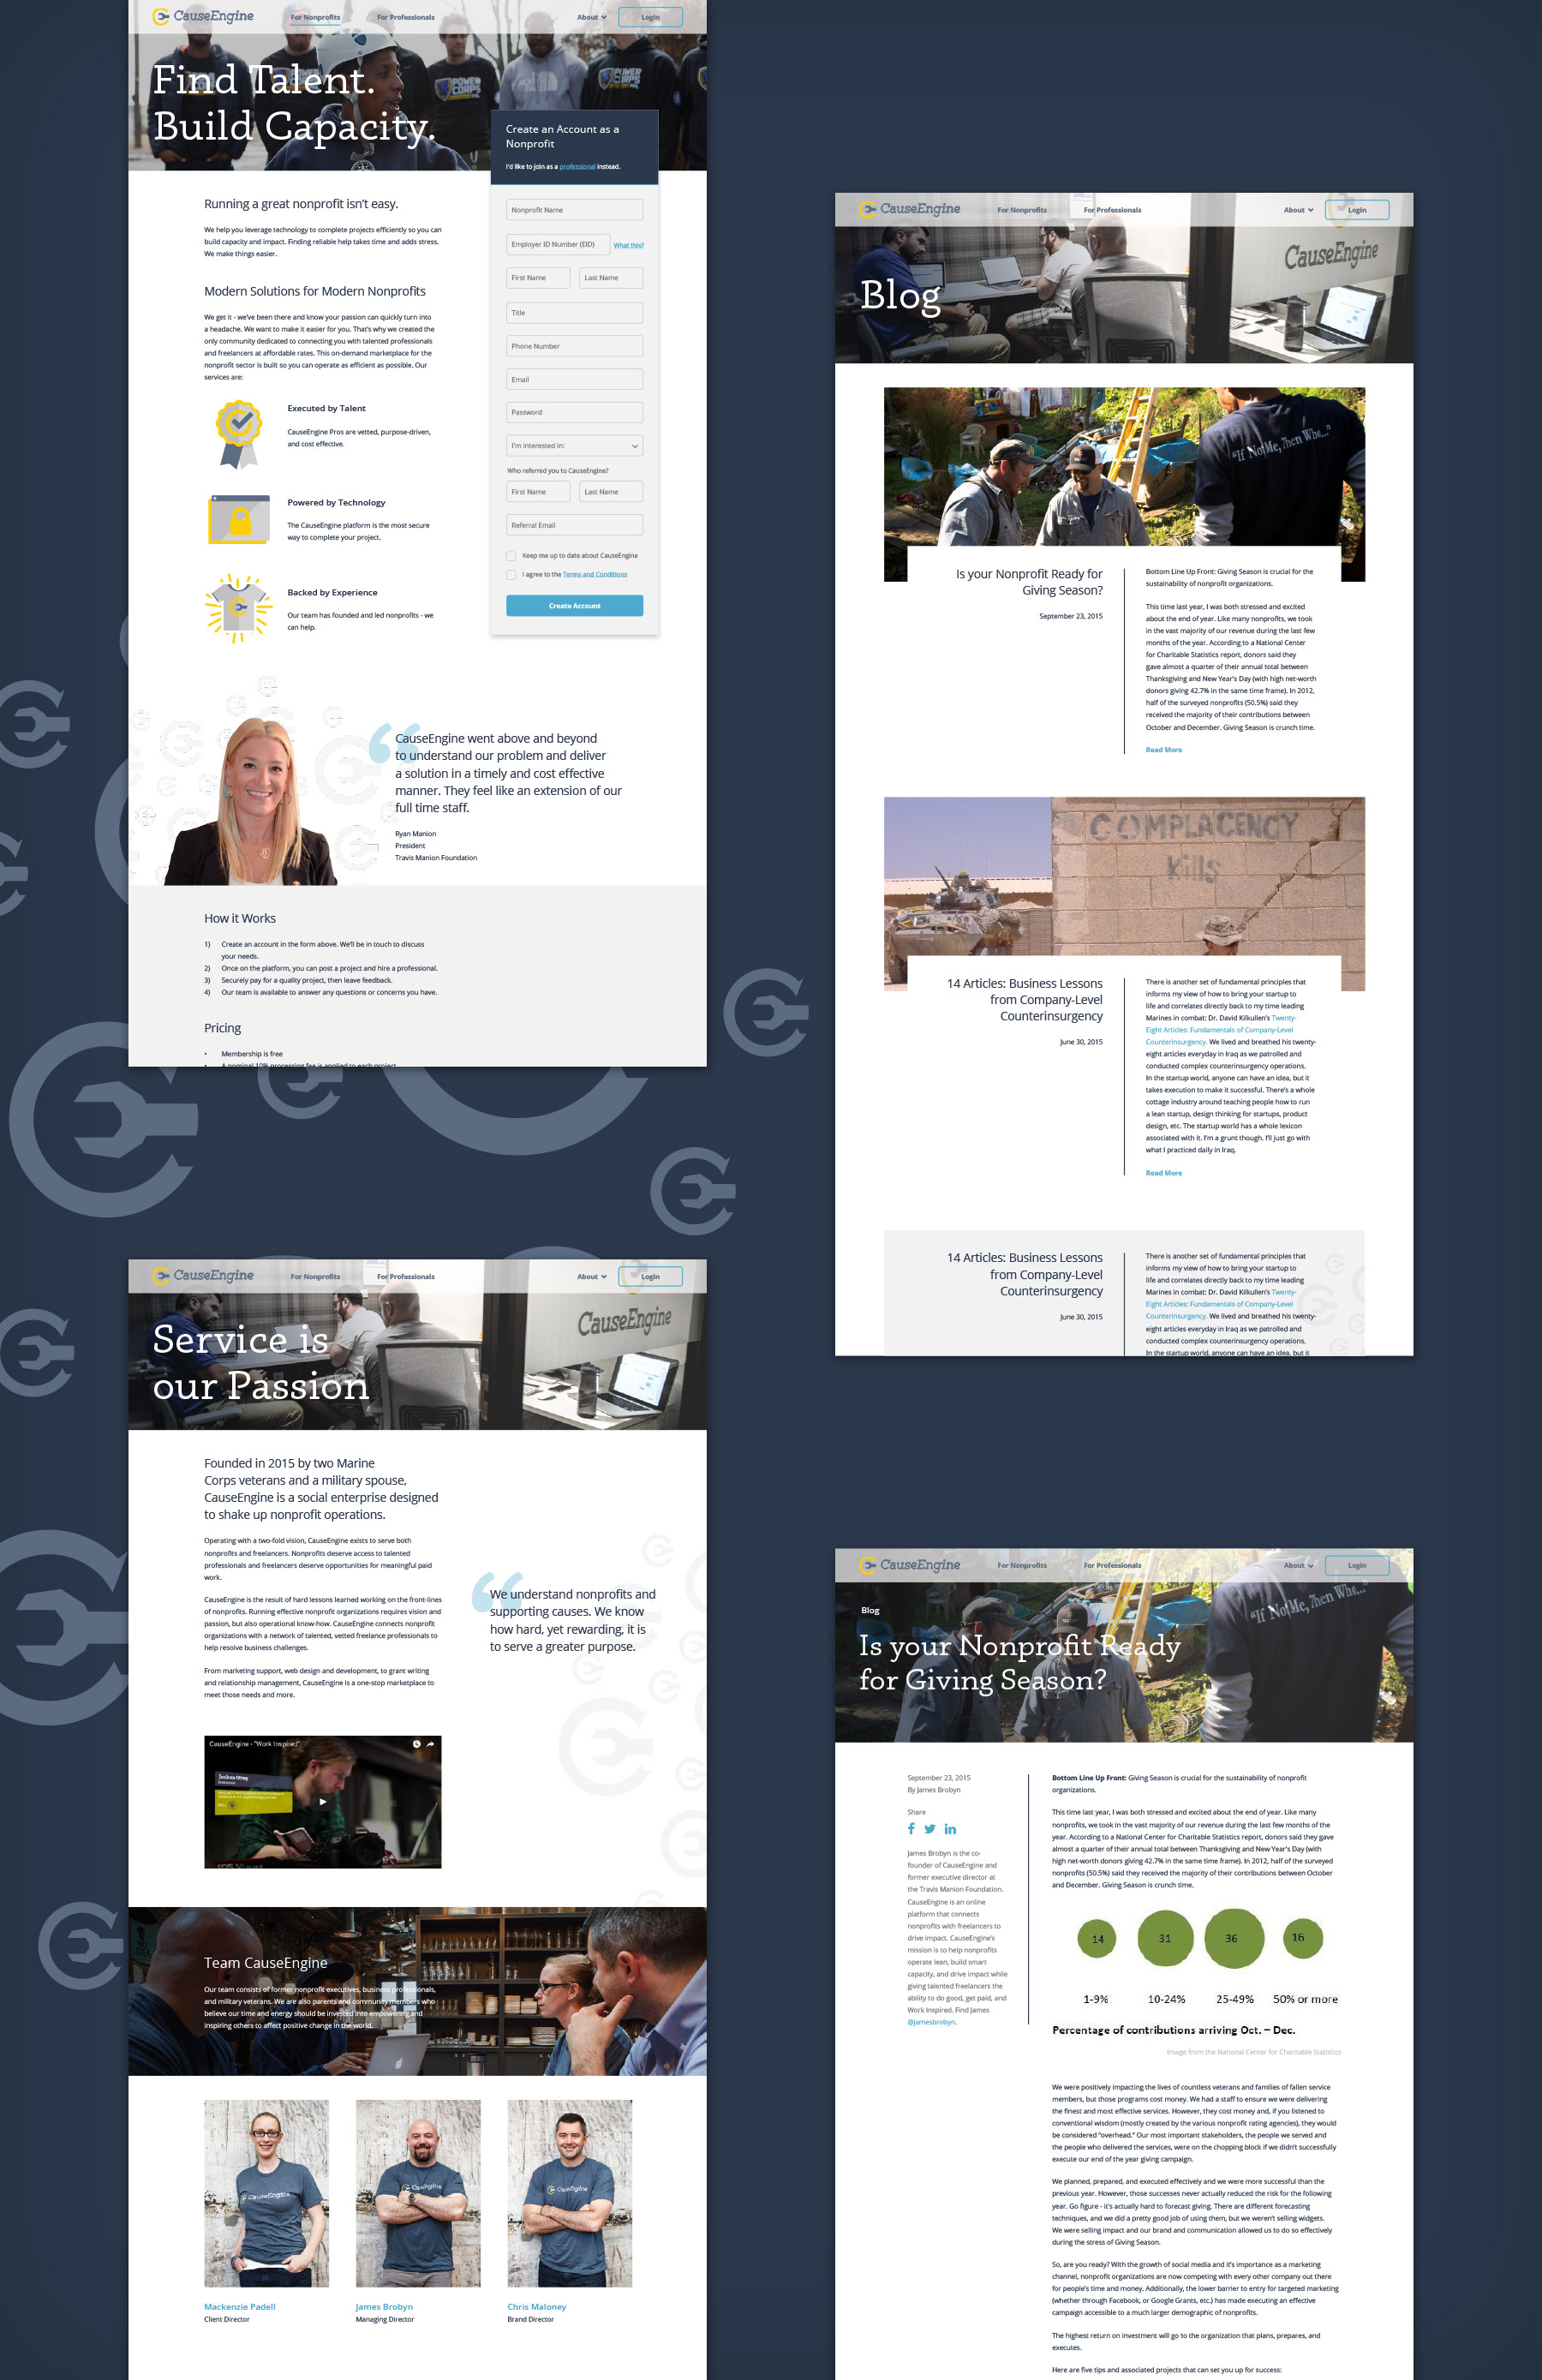 CauseEngine
For Nonprofits
For Professionals
About
Login
Find Talent.
Build Capacity.
POWER
CORPS
Create an Account as a
Nonprofit
I'd like to join as a professional instead.
Running a great nonprofit isn't easy.
We help you leverage technology to complete projects efficiently so you can
build capacity and impact. Finding reliable help takes time and adds stress.
We make things easier.
Modern Solutions for Modern Nonprofits
We get it - we've been there and know your passion can quickly turn into
a headache. We want to make it easier for you. That's why we created the
only community dedicated to connecting you with talented professionals
and freelancers at affordable rates. This on-demand marketplace for the
nonprofit sector is built so you can operate as efficient as possible. Our
services are:
Executed by Talent
CauseEngine Pros are vetted, purpose-driven,
and cost effective.
Powered by Technology
The CauseEngine platform is the most secure
way to complete your project.
Backed by Experience
Our team has founded and led nonprofits - we
can help.
Nonprofit Name
Employer ID Number (EID)
What this?
First Name
Last Name
Title
Phone Number
Email
Password
I'm interested in:
Who referred you to CauseEngine?
First Name
Last Name
Referral Email
Keep me up to date about CauseEngine
I agree to the Terms and Conditions
Create Account
“
CauseEngine went above and beyond
to understand our problem and deliver
a solution in a timely and cost effective
manner. They feel like an extension of our
full time staff.
Ryan Manion
President
Travis Manion Foundation
How it Works
1) Create an account in the form above. We'll be in touch to discuss
your needs.
2) Once on the platform, you can post a project and hire a professional.
3) Securely pay for a quality project, then leave feedback.
4) Our team is available to answer any questions or concerns you have.
Pricing
• Membership is free
• A nominal 10% processing fee is applied to each project
CauseEngine
For Nonprofits
For Professionals
About
Login
CauseEngine
Blog
"If Not Me, Then Who..."
Is your Nonprofit Ready for
Giving Season?
September 23, 2015
Bottom Line Up Front: Giving Season is crucial for the
sustainability of nonprofit organizations.
This time last year, I was both stressed and excited
about the end of year. Like many nonprofits, we took
in the vast majority of our revenue during the last few
months of the year. According to a National Center
for Charitable Statistics report, donors said they
gave almost a quarter of their annual total between
Thanksgiving and New Year's Day (with high net-worth
donors giving 42.7% in the same time frame). In 2012,
half of the surveyed nonprofits (50.5%) said they
received the majority of their contributions between
October and December. Giving Season is crunch time.
Read More
COMPLACENCY
Kills
14 Articles: Business Lessons
from Company-Level
Counterinsurgency
June 30, 2015
There is another set of fundamental principles that
informs my view of how to bring your startup to
life and correlates directly back to my time leading
Marines in combat: Dr. David Kilkullen's Twenty-
Eight Articles: Fundamentals of Company-Level
Counterinsurgency. We lived and breathed his twenty-
eight articles everyday in Iraq as we patrolled and
conducted complex counterinsurgency operations.
In the startup world, anyone can have an idea, but it
takes execution to make it successful. There's a whole
cottage industry around teaching people how to run
a lean startup, design thinking for startups, product
design, etc. The startup world has a whole lexicon
associated with it. I'm a grunt though. I'll just go with
what I practiced daily in Iraq.
Read More
14 Articles: Business Lessons
from Company-Level
Counterinsurgency
June 30, 2015
There is another set of fundamental principles that
informs my view of how to bring your startup to
life and correlates directly back to my time leading
Marines in combat: Dr. David Kilkullen's Twenty-
Eight Articles: Fundamentals of Company-Level
Counterinsurgency. We lived and breathed his twenty-
eight articles everyday in Iraq as we patrolled and
conducted complex counterinsurgency operations.
In the startup world, anyone can have an idea, but it
CauseEngine
For Nonprofits
For Professionals
About
Login
CauseEngine
Service is
our Passion
Founded in 2015 by two Marine
Corps veterans and a military spouse,
CauseEngine is a social enterprise designed
to shake up nonprofit operations.
Operating with a two-fold vision, CauseEngine exists to serve both
nonprofits and freelancers. Nonprofits deserve access to talented
professionals and freelancers deserve opportunities for meaningful paid
work.
CauseEngine is the result of hard lessons learned working on the front-lines
of nonprofits. Running effective nonprofit organizations requires vision and
passion, but also operational know-how. CauseEngine connects nonprofit
organizations with a network of talented, vetted freelance professionals to
help resolve business challenges.
From marketing support, web design and development, to grant writing
and relationship management, CauseEngine is a one-stop marketplace to
meet those needs and more.
“
We understand nonprofits and
supporting causes. We know
how hard, yet rewarding, it is
to serve a greater purpose.
CauseEngine - "Work Inspired"
Team CauseEngine
Our team consists of former nonprofit executives, business professionals,
and military veterans. We are also parents and community members who
believe our time and energy should be invested into empowering and
inspiring others to affect positive change in the world.
CauseEngine
CauseEngine
CauseEngine
Mackenzie Padell
Client Director
James Brobyn
Managing Director
Chris Maloney
Brand Director
CauseEngine
For Nonprofits
For Professionals
About
Login
"If Not Me, Then Who..."
Blog
Is your Nonprofit Ready
for Giving Season?
September 23, 2015
By James Brobyn
Share
James Brobyn is the co-
founder of CauseEngine and
former executive director at
the Travis Manion Foundation.
CauseEngine is an online
platform that connects
nonprofits with freelancers to
drive impact. CauseEngine's
mission is to help nonprofits
operate lean, build smart
capacity, and drive impact while
giving talented freelancers the
ability to do good, get paid, and
Work Inspired. Find James
@jamesbrobyn.
Bottom Line Up Front: Giving Season is crucial for the sustainability of nonprofit
organizations.
This time last year, I was both stressed and excited about the end of year. Like many
nonprofits, we took in the vast majority of our revenue during the last few months of the
year. According to a National Center for Charitable Statistics report, donors said they gave
almost a quarter of their annual total between Thanksgiving and New Year's Day (with
high net-worth donors giving 42.7% in the same time frame). In 2012, half of the surveyed
nonprofits (50.5%) said they received the majority of their contributions between October
and December. Giving Season is crunch time.
14
31
36
16
1-9%
10-24%
25-49%
50% or more
Percentage of contributions arriving Oct. – Dec.
Image from the National Center for Charitable Statistics
We were positively impacting the lives of countless veterans and families of fallen service
members, but those programs cost money. We had a staff to ensure we were delivering
the finest and most effective services. However, they cost money and, if you listened to
conventional wisdom (mostly created by the various nonprofit rating agencies), they would
be considered "overhead." Our most important stakeholders, the people we served and
the people who delivered the services, were on the chopping block if we didn't successfully
execute our end of the year giving campaign.
We planned, prepared, and executed effectively and we were more successful than the
previous year. However, those successes never actually reduced the risk for the following
year. Go figure - it's actually hard to forecast giving. There are different forecasting
techniques, and we did a pretty good job of using them, but we weren't selling widgets.
We were selling impact and our brand and communication allowed us to do so effectively
during the stress of Giving Season.
So, are you ready? With the growth of social media and it's importance as a marketing
channel, nonprofit organizations are now competing with every other company out there
for people's time and money. Additionally, the lower barrier to entry for targeted marketing
(whether through Facebook, or Google Grants, etc.) has made executing an effective
campaign accessible to a much larger demographic of nonprofits.
The highest return on investment will go to the organization that plans, prepares, and
executes.
Here are five tips and associated projects that can set you up for success: